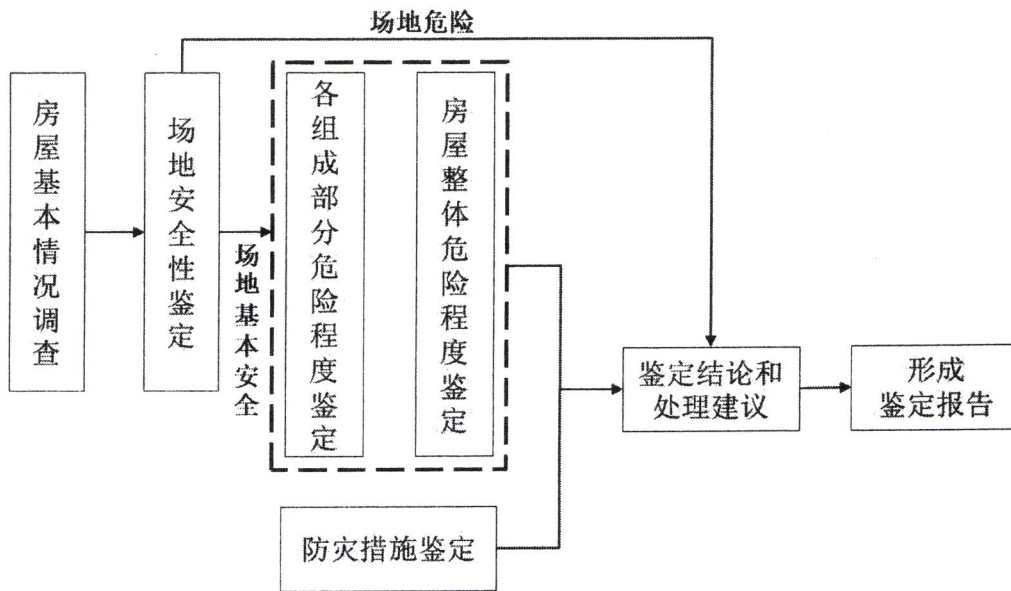 场地危险
房屋基本情况调查
场地安全性鉴定
场地基本安全
各组成部分危险程度鉴定
房屋整体危险程度鉴定
防灾措施鉴定
鉴定结论和
处理建议
形成
鉴定报告